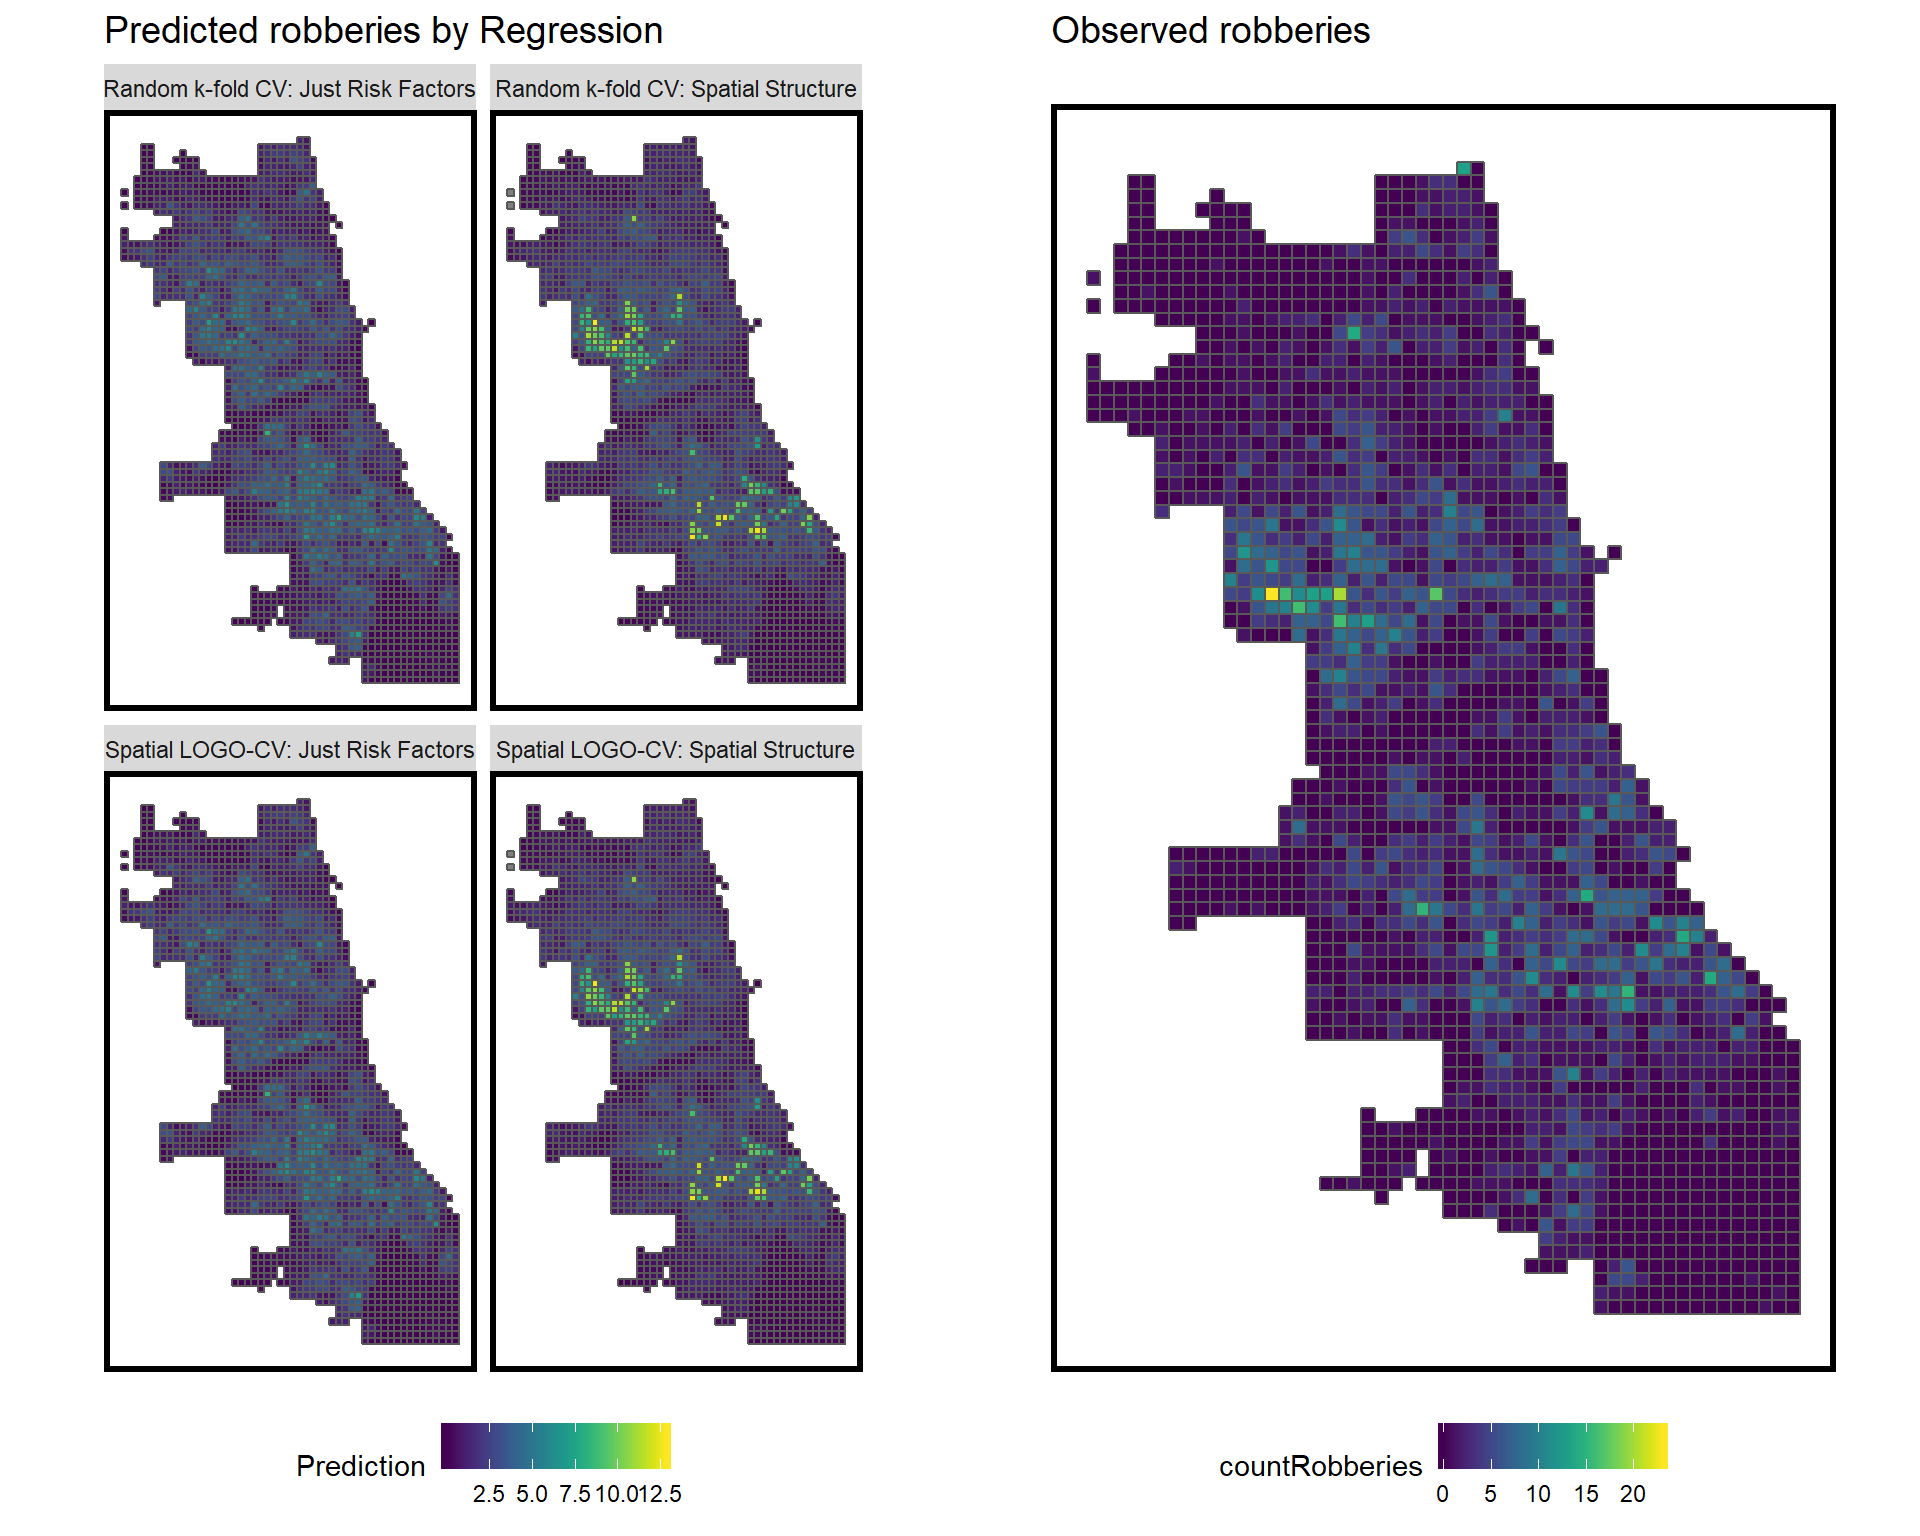 Predicted robberies by Regression
Random k-fold CV: Just Risk Factors
Random k-fold CV: Spatial Structure
Spatial LOGO-CV: Just Risk Factors
Spatial LOGO-CV: Spatial Structure
Prediction
2.5 5.0 7.5 10.0 12.5
Observed robberies
countRobberies
0 5 10 15 20